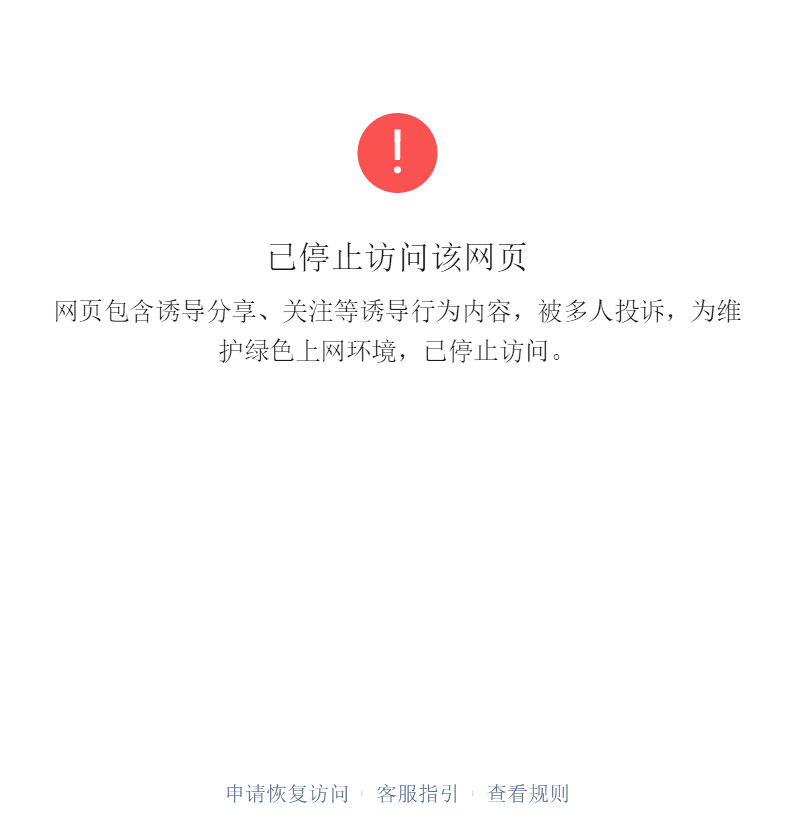 已停止访问该网页
网页包含诱导分享、关注等诱导行为内容，被多人投诉，为维
护绿色上网环境，已停止访问。
申请恢复访问 客服指引 查看规则